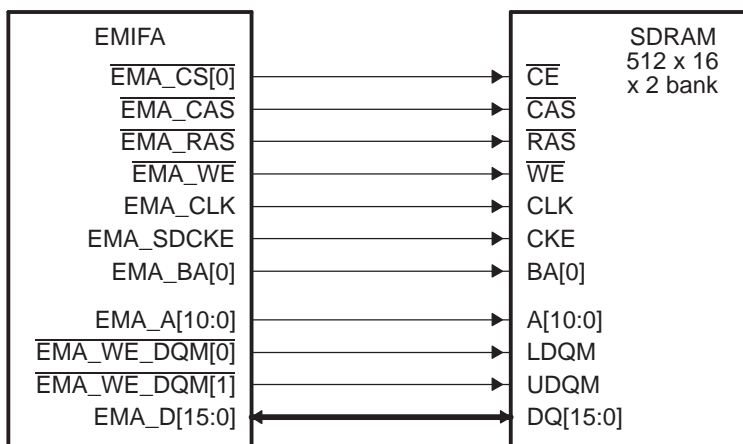 EMIFA
SDRAM
512 x 16
x 2 bank
EMA_CS[0]
CE
EMA_CAS
CAS
EMA_RAS
RAS
EMA_WE
WE
EMA_CLK
CLK
EMA_SDCKE
CKE
EMA_BA[0]
BA[0]
EMA_A[10:0]
A[10:0]
EMA_WE_DQM[0]
LDQM
EMA_WE_DQM[1]
UDQM
EMA_D[15:0]
DQ[15:0]